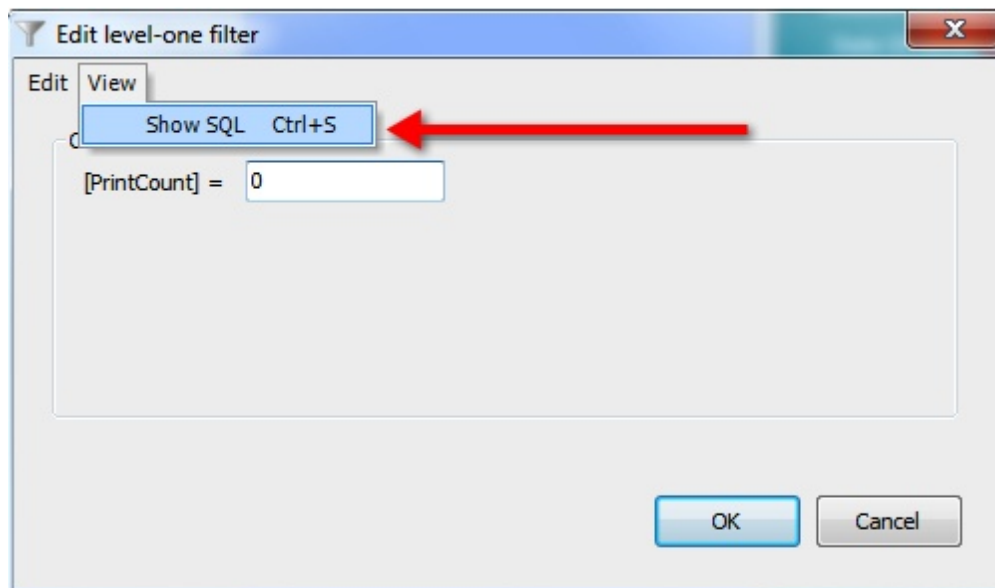 Edit level-one filter
Edit View
Show SQL Ctrl+S
[PrintCount] = 0
OK Cancel